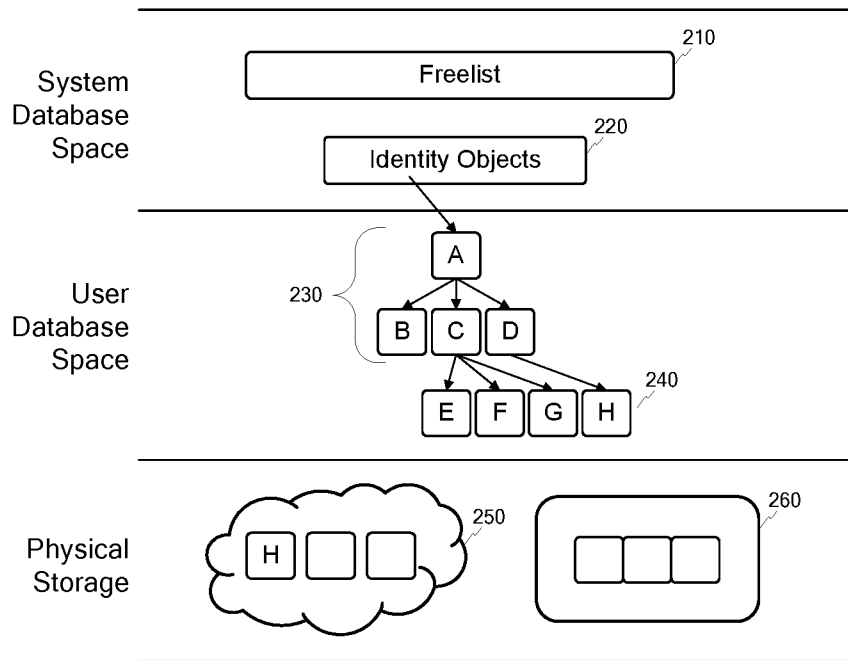 210
Freelist
System
Database
Space
220
Identity Objects
A
230
User
Database
Space
B C D
240
E F G H
250
260
H
Physical
Storage